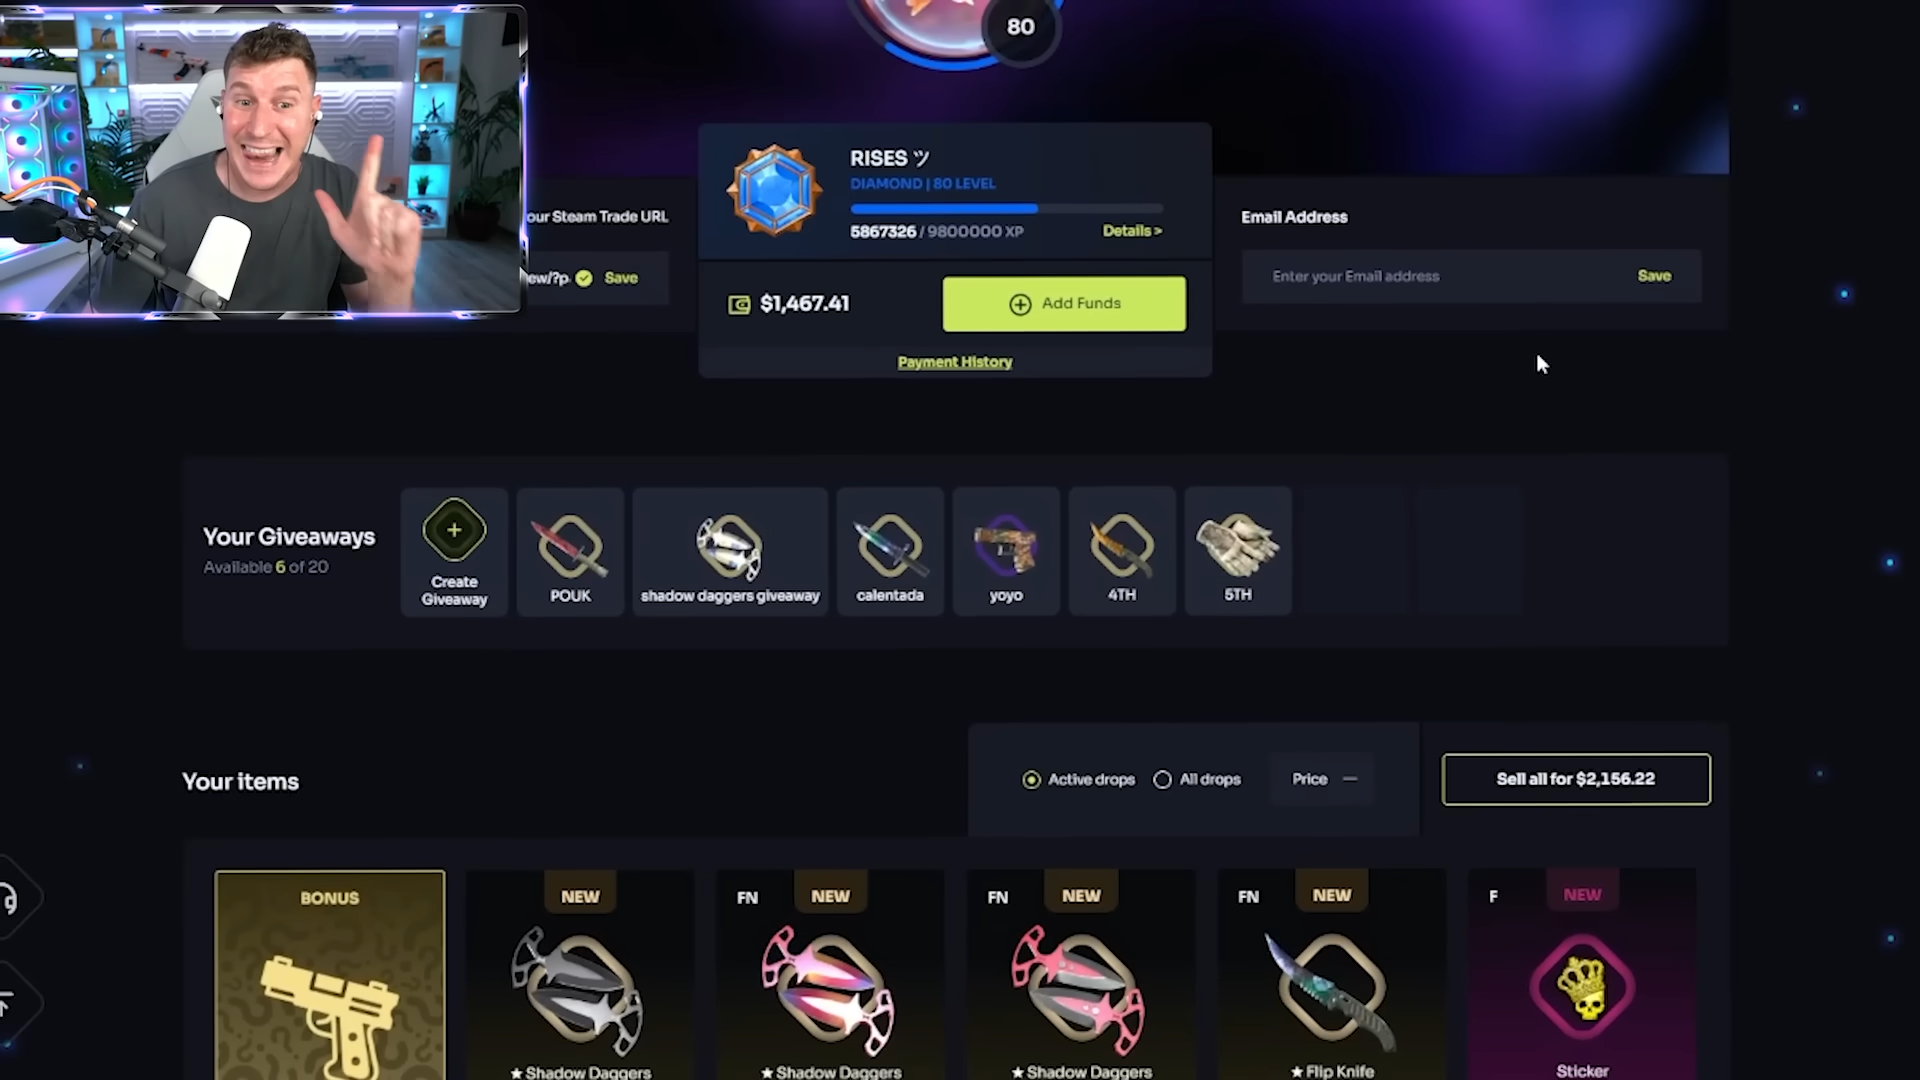 80
RISES ツ
DIAMOND | 80 LEVEL
5867326 / 9800000 XP
Details >
$1,467.41
Add Funds
Payment History
our Steam Trade URL
ew/?p
Save
Email Address
Enter your Email address
Save
Your Giveaways
Available 6 of 20
Create
Giveaway
POUK
shadow daggers giveaway
calentada
yoyo
4TH
5TH
Your items
Active drops
All drops
Price
Sell all for $2,156.22
BONUS
NEW
★ Shadow Daggers
FN
NEW
★ Shadow Daggers
FN
NEW
★ Shadow Daggers
FN
NEW
★ Flip Knife
F
NEW
Sticker